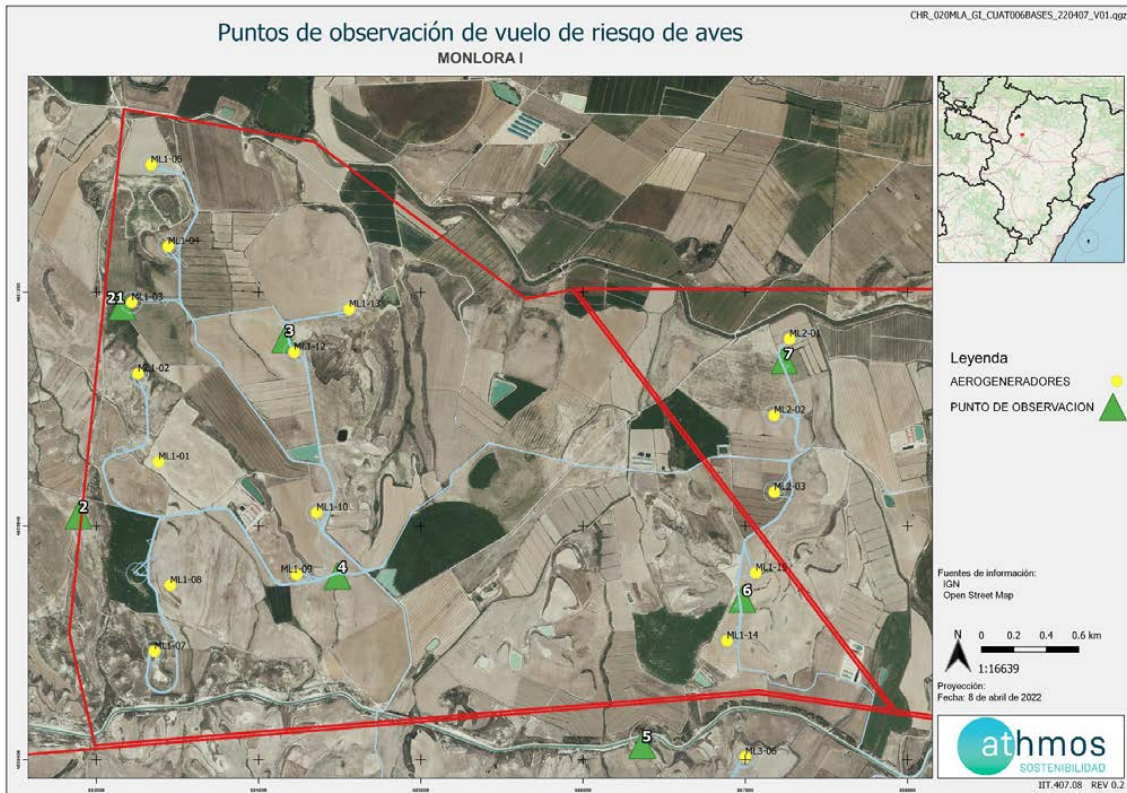 CHR_020MLA_GI_CUAT006BASES_220407_V01.qgz
Puntos de observación de vuelo de riesgo de aves
MONLORA I
ML1-05
ML1-04
21
ML1-03
ML1-13
3
ML1-12
ML2-01
7
ML1-02
ML2-02
ML1-01
ML2-03
2
ML1-10
ML1-09
4
ML1-08
ML1-15
6
ML1-14
ML1-07
5
ML3-06
Leyenda
AEROGENERADORES
PUNTO DE OBSERVACION
Fuentes de información:
IGN
Open Street Map
N
0 0.2 0.4 0.6 km
1:16639
Proyección:
Fecha: 8 de abril de 2022
athmos
SOSTENIBILIDAD
IIT.407.08 REV 0.2